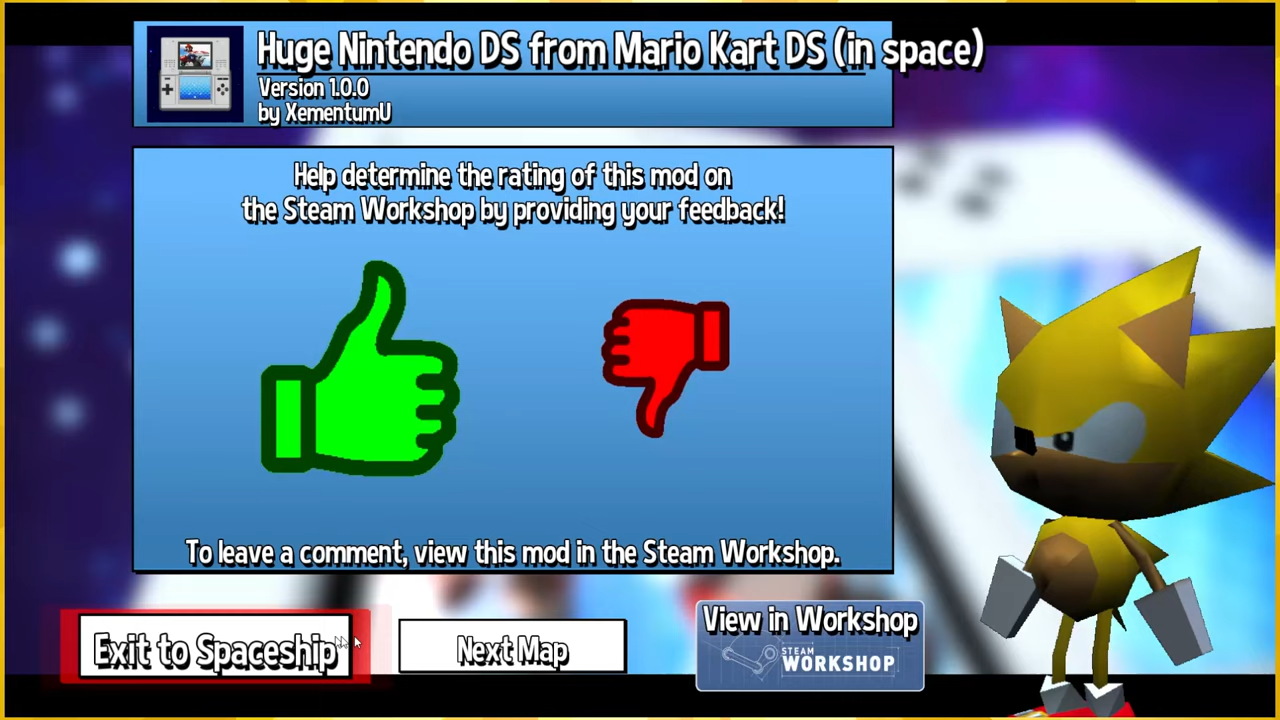 Huge Nintendo DS from Mario Kart DS (in space)
Version 1.0.0
by XementumU
Help determine the rating of this mod on
the Steam Workshop by providing your feedback!
To leave a comment, view this mod in the Steam Workshop.
Exit to Spaceship
Next Map
View in Workshop
STEAM
WORKSHOP